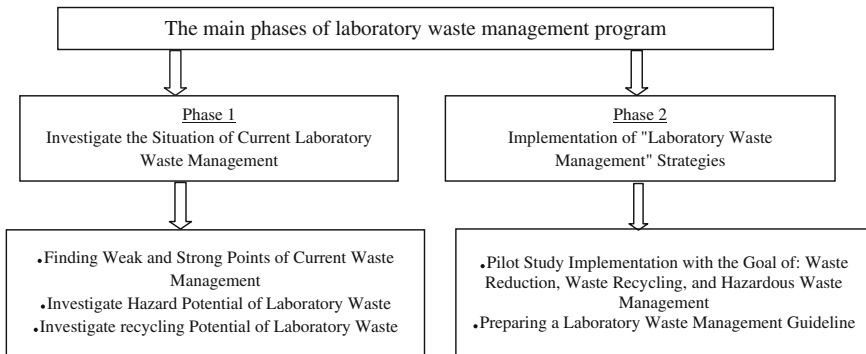 The main phases of laboratory waste management program
Phase 1
Investigate the Situation of Current Laboratory
Waste Management
Phase 2
Implementation of "Laboratory Waste
Management" Strategies
•Finding Weak and Strong Points of Current Waste
Management
•Investigate Hazard Potential of Laboratory Waste
•Investigate recycling Potential of Laboratory Waste
•Pilot Study Implementation with the Goal of: Waste
Reduction, Waste Recycling, and Hazardous Waste
Management
•Preparing a Laboratory Waste Management Guideline